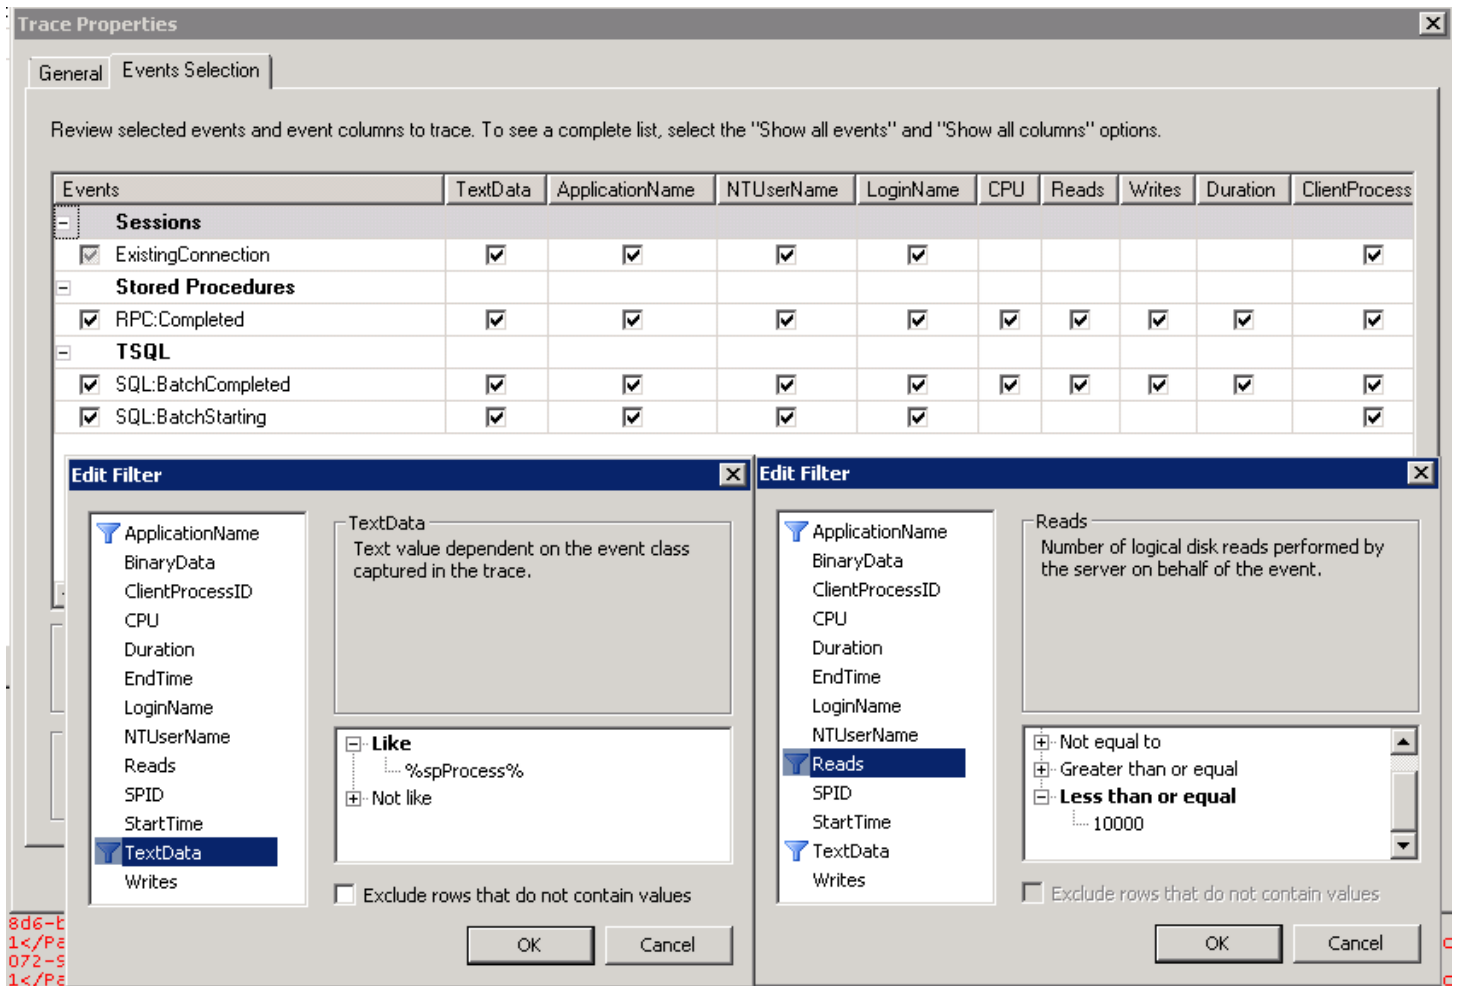 Trace Properties
General
Events Selection
Review selected events and event columns to trace. To see a complete list, select the "Show all events" and "Show all columns" options.
Events TextData ApplicationName NTUserName LoginName CPU Reads Writes Duration ClientProcess
Sessions
ExistingConnection
Stored Procedures
RPC:Completed
TSQL
SQL:BatchCompleted
SQL:BatchStarting
Edit Filter
ApplicationName
BinaryData
ClientProcessID
CPU
Duration
EndTime
LoginName
NTUserName
Reads
SPID
StartTime
TextData
Writes
TextData
Text value dependent on the event class
captured in the trace.
Like
%spProcess%
Not like
Exclude rows that do not contain values
OK
Cancel
Edit Filter
ApplicationName
BinaryData
ClientProcessID
CPU
Duration
EndTime
LoginName
NTUserName
Reads
SPID
StartTime
TextData
Writes
Reads
Number of logical disk reads performed by
the server on behalf of the event.
Not equal to
Greater than or equal
Less than or equal
10000
Exclude rows that do not contain values
OK
Cancel
8d6-b
1</Pa
072-9
1</Pa